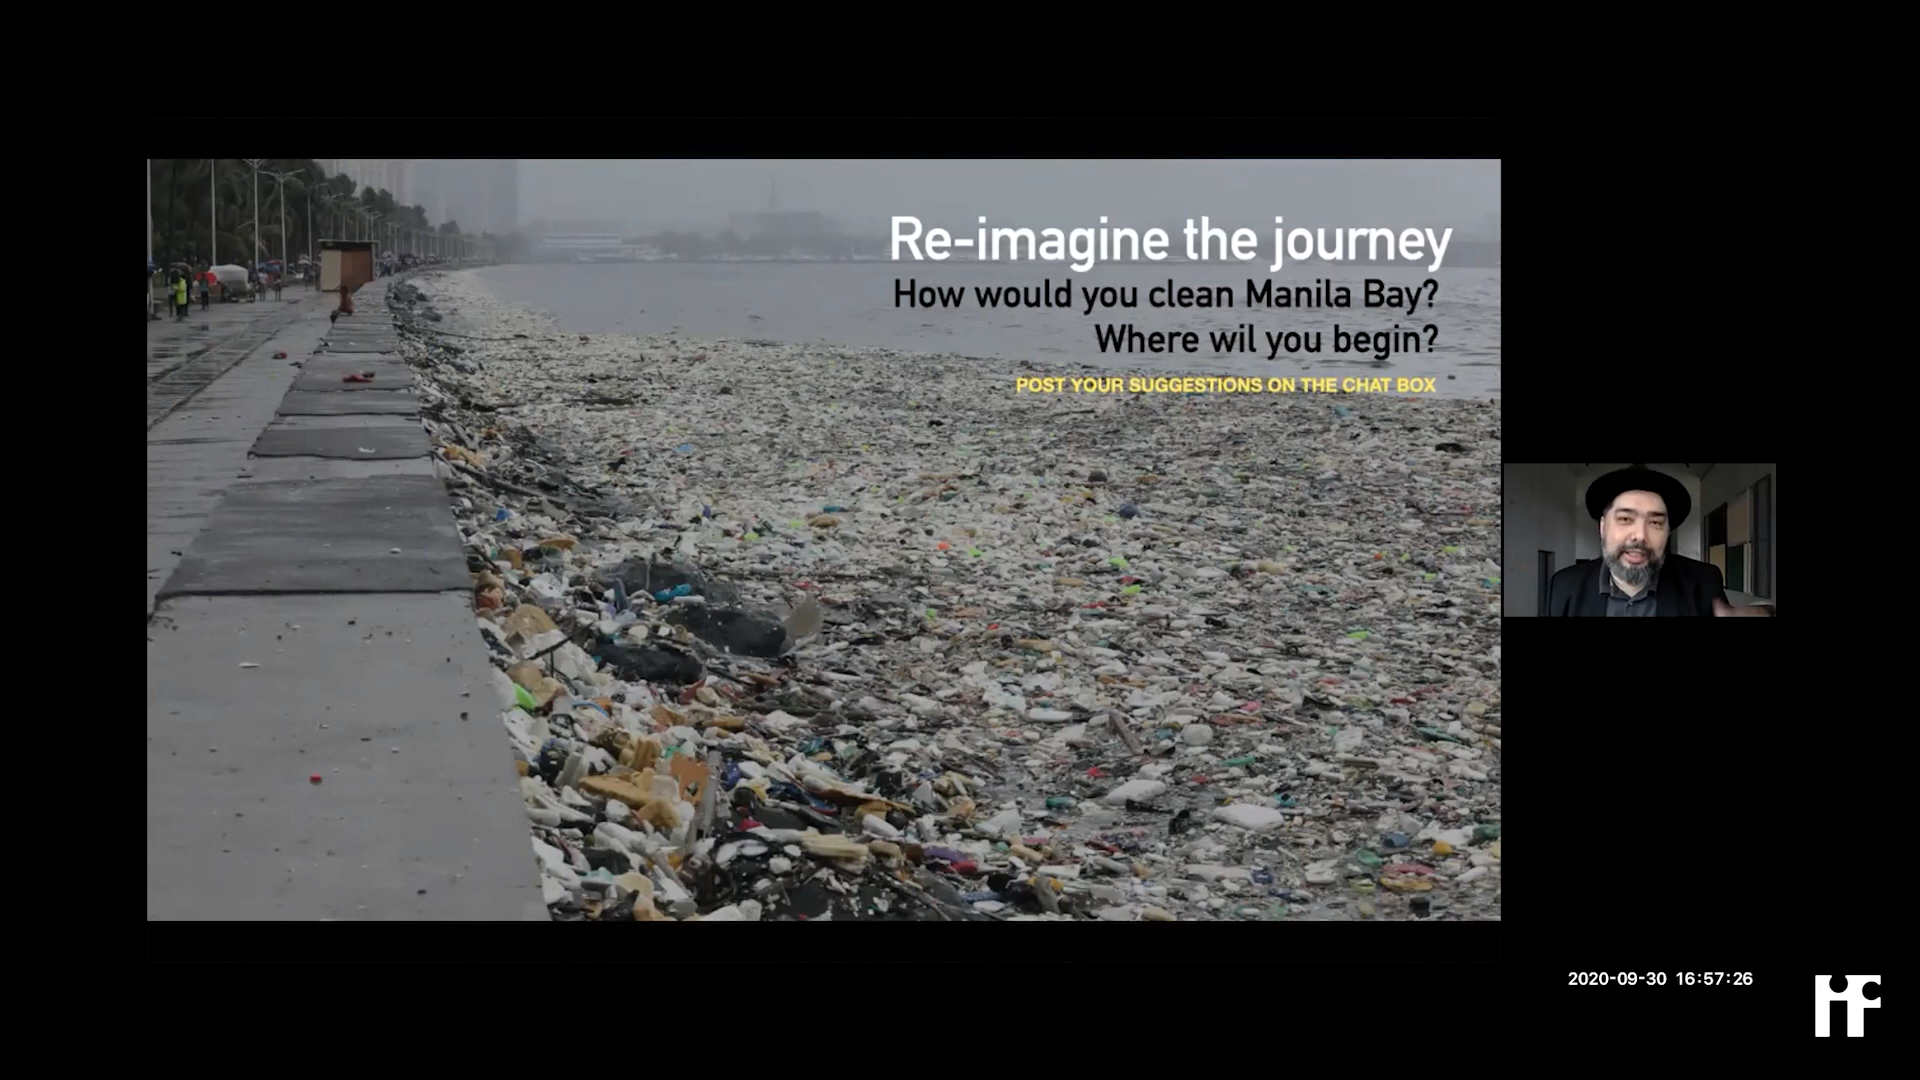 Re-imagine the journey
How would you clean Manila Bay?
Where wil you begin?
POST YOUR SUGGESTIONS ON THE CHAT BOX
2020-09-30 16:57:26